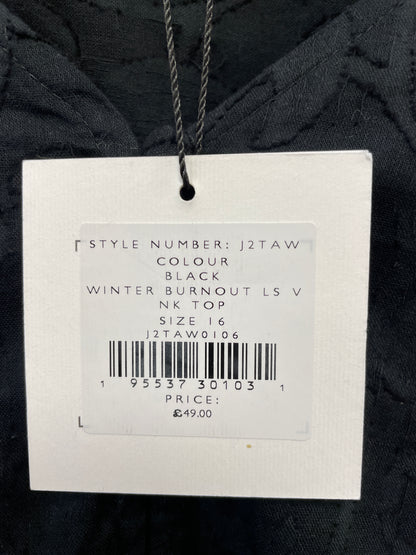 STYLE NUMBER: J2TAW
COLOUR
BLACK
WINTER BURNOUT LS V
NK TOP
SIZE 16
J2TAW0106
1 95537 30103 1
PRICE:
£49.00